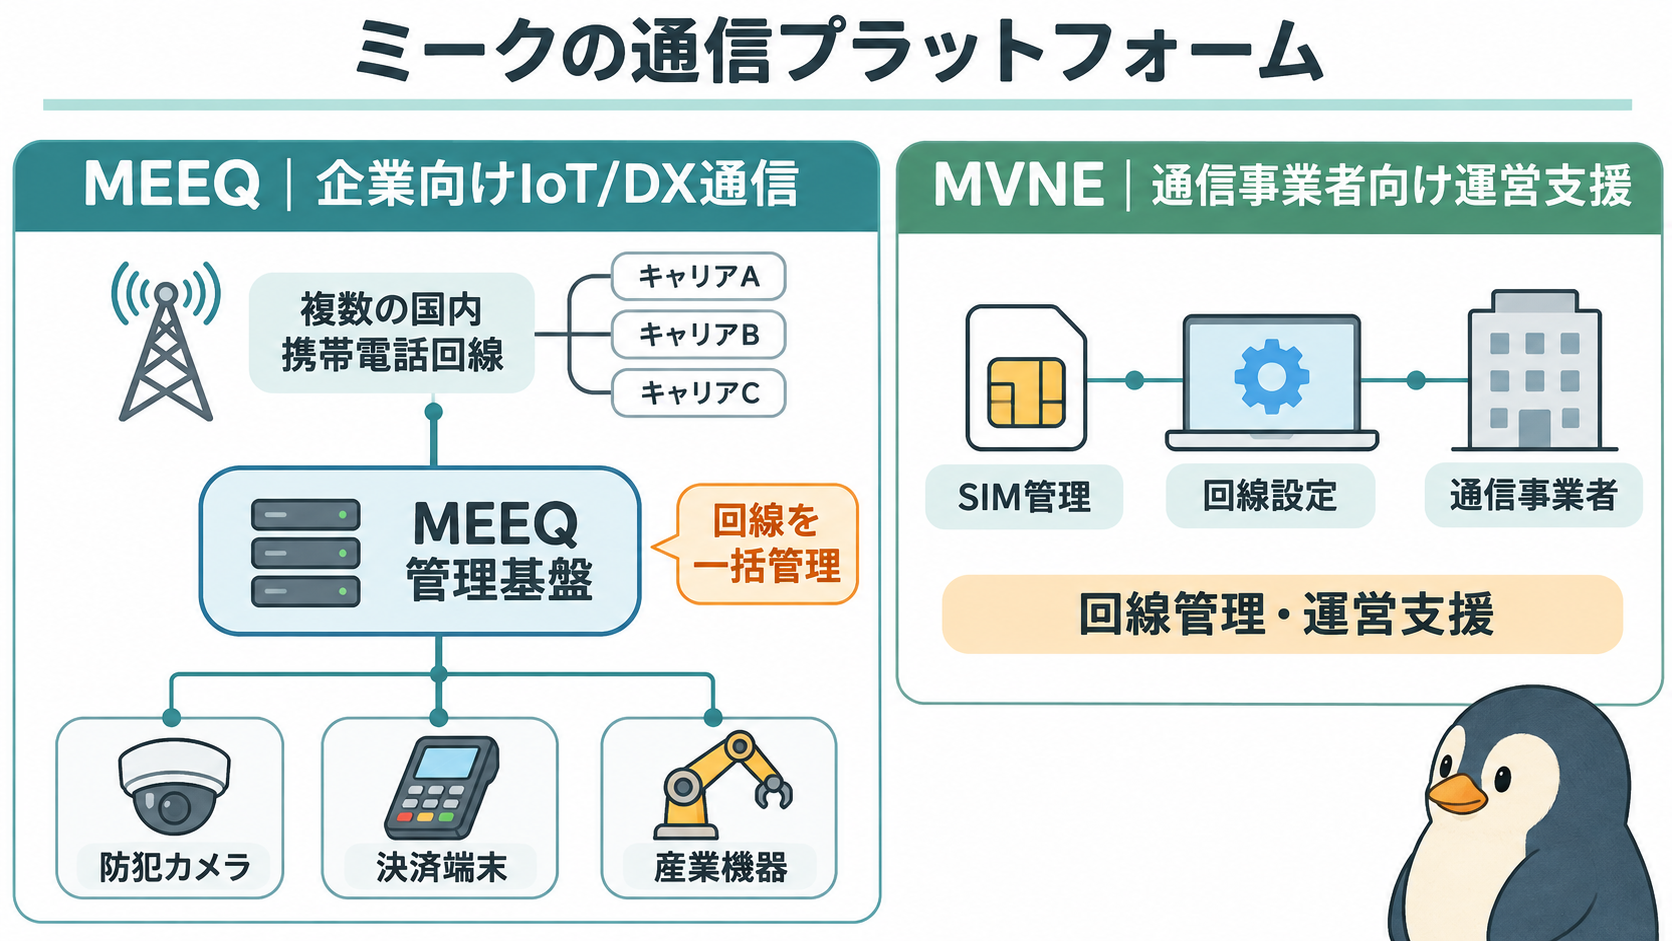 ミークの通信プラットフォーム
MEEQ｜企業向けIoT/DX通信
複数の国内
携帯電話回線
キャリアA
キャリアB
キャリアC
MEEQ
管理基盤
回線を
一括管理
防犯カメラ
決済端末
産業機器
MVNE｜通信事業者向け運営支援
SIM管理
回線設定
通信事業者
回線管理・運営支援